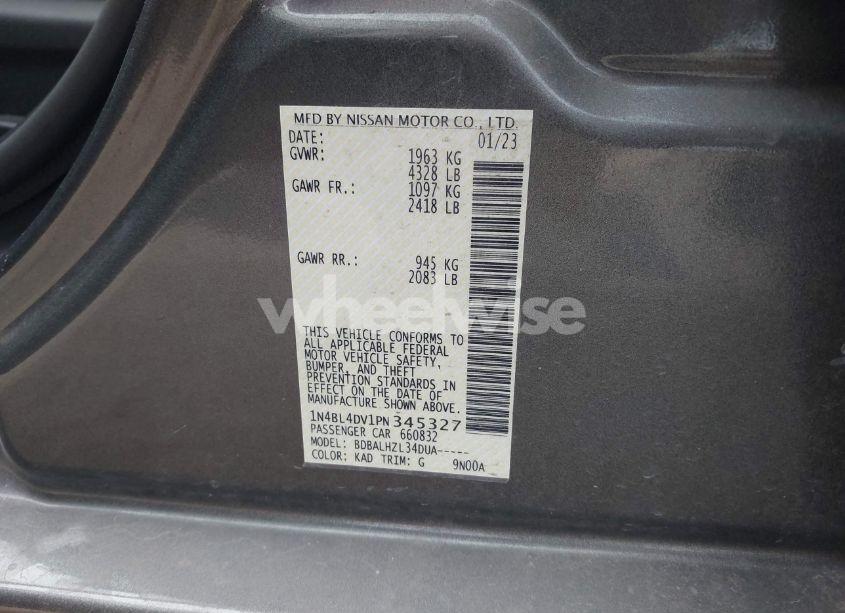 MFD BY NISSAN MOTOR CO., LTD.
DATE: 01/23
GVWR: 1963 KG
4328 LB
GAWR FR.: 1097 KG
2418 LB
GAWR RR.: 945 KG
2083 LB
wheelwise
THIS VEHICLE CONFORMS TO
ALL APPLICABLE FEDERAL
MOTOR VEHICLE SAFETY,
BUMPER, AND THEFT
PREVENTION STANDARDS IN
EFFECT ON THE DATE OF
MANUFACTURE SHOWN ABOVE.
1N4BL4DV1PN345327
PASSENGER CAR 660832
MODEL: BDBALHZL34DUA-----
COLOR: KAD TRIM: G 9N00A